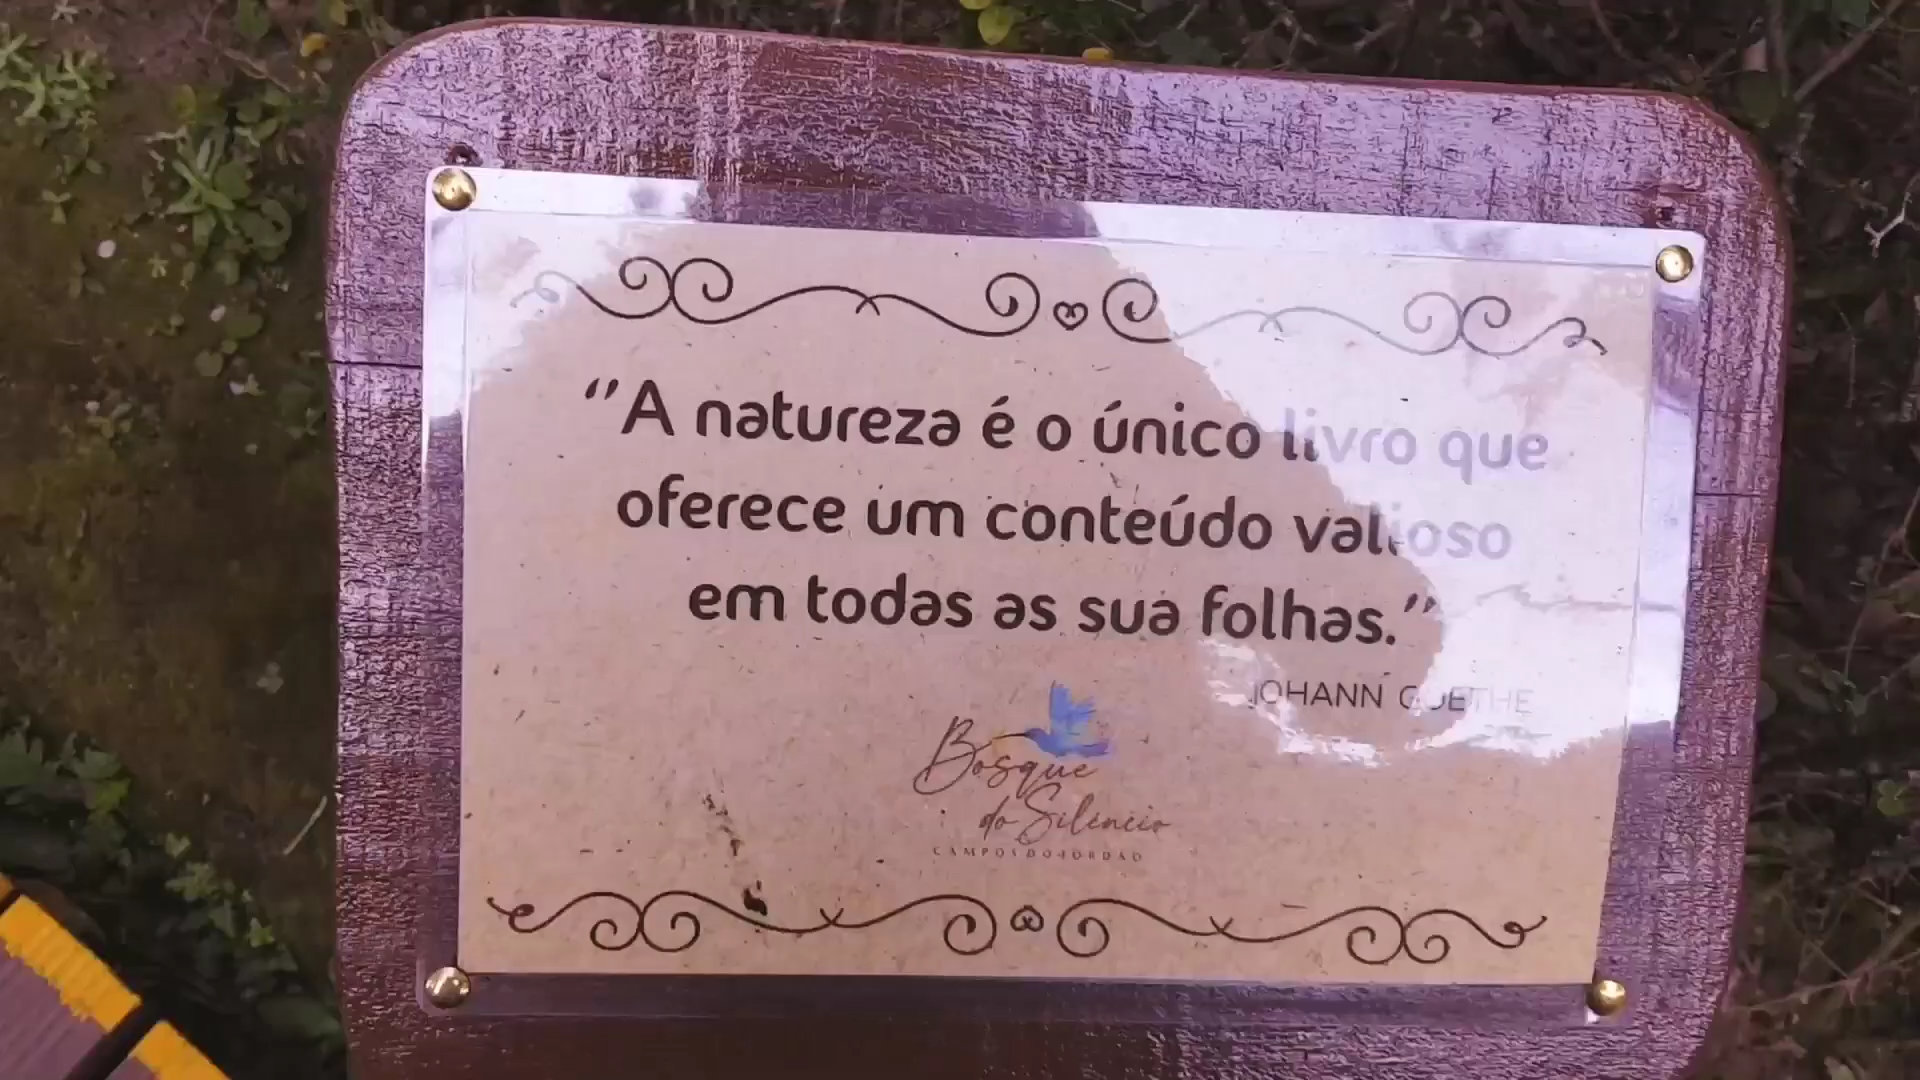 “A natureza é o único livro que
oferece um conteúdo valioso
em todas as sua folhas.”
JOHANN GOETHE
Bosque
do Silêncio
CAMPOS DO JORDÃO